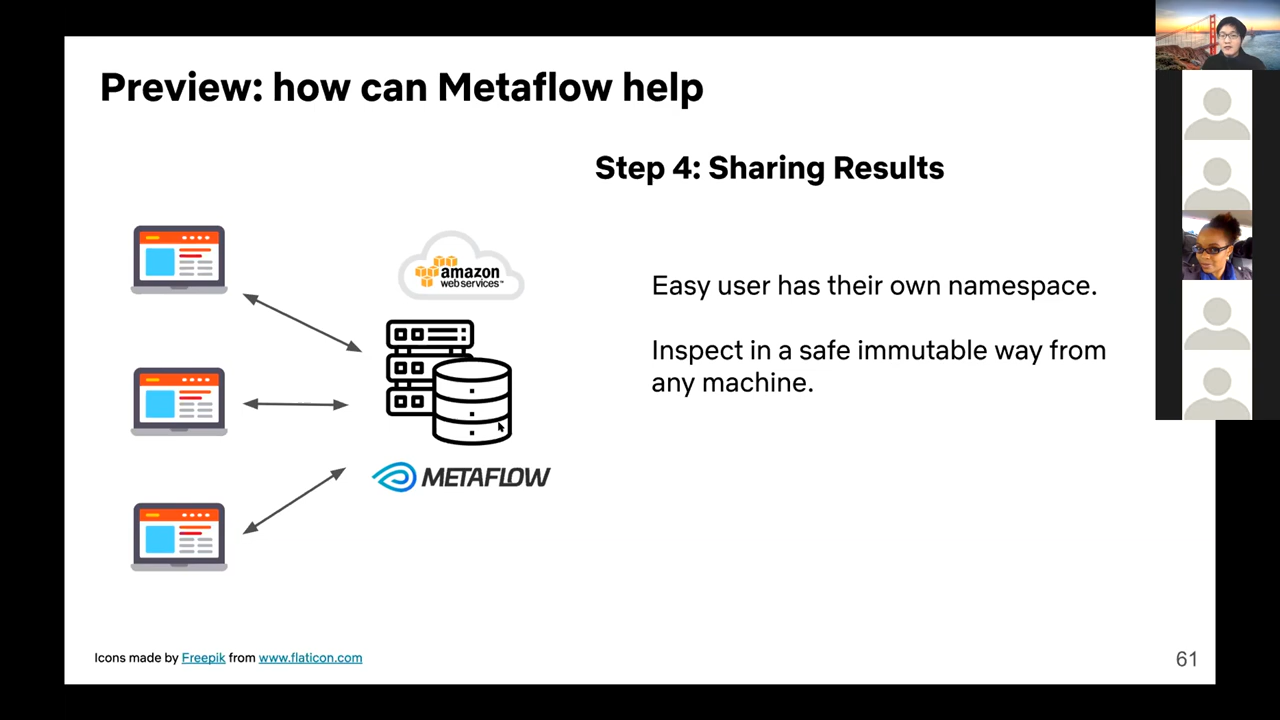 Preview: how can Metaflow help
Step 4: Sharing Results
amazon
web services™
Easy user has their own namespace.
Inspect in a safe immutable way from
any machine.
METAFLOW
Icons made by Freepik from www.flaticon.com
61